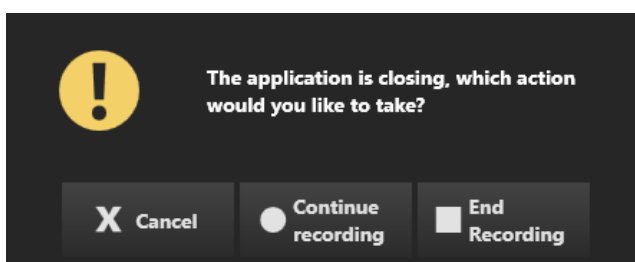 The application is closing, which action
would you like to take?
X Cancel
Continue
recording
End
Recording